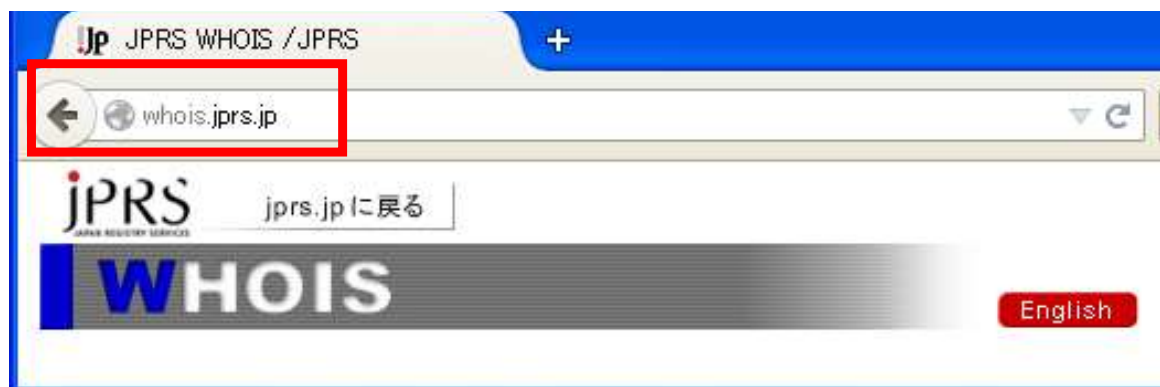 JPRS WHOIS / JPRS
whois.jprs.jp
jPRS
JAPAN REGISTRY SERVICES
jprs.jpに戻る
WHOIS
English